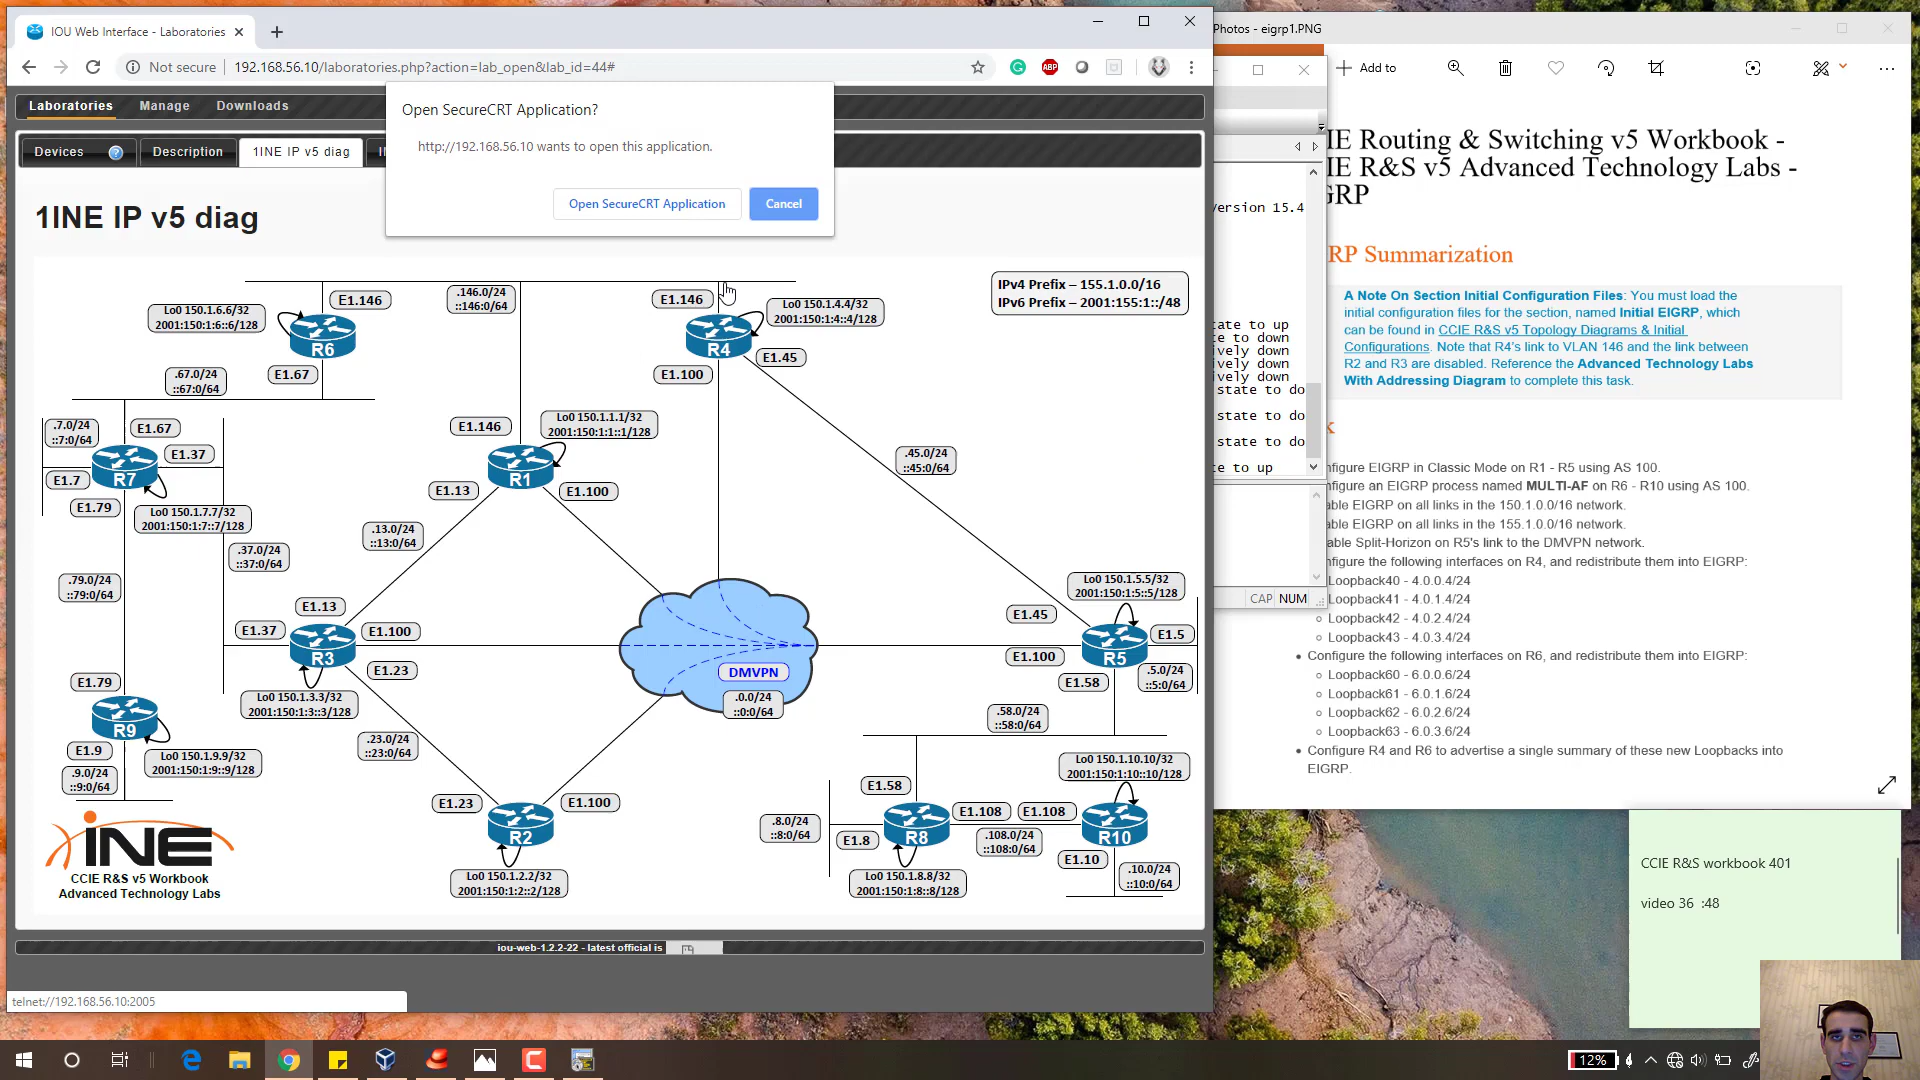 IOU Web Interface - Laboratories
Not secure
192.168.56.10/laboratories.php?action=lab_open&lab_id=44#
ABP
Laboratories
Manage
Downloads
Devices
?
Description
1INE IP v5 diag
Open SecureCRT Application?
http://192.168.56.10 wants to open this application.
Open SecureCRT Application
Cancel
1INE IP v5 diag
IPv4 Prefix – 155.1.0.0/16
IPv6 Prefix – 2001:155:1::/48
Lo0 150.1.6.6/32
2001:150:1:6::6/128
E1.146
.146.0/24
::146:0/64
E1.146
Lo0 150.1.4.4/32
2001:150:1:4::4/128
R6
R4
E1.45
E1.67
E1.100
.67.0/24
::67:0/64
.7.0/24
::7:0/64
E1.67
E1.37
E1.7
R7
E1.79
Lo0 150.1.7.7/32
2001:150:1:7::7/128
E1.146
Lo0 150.1.1.1/32
2001:150:1:1::1/128
R1
E1.13
E1.100
.45.0/24
::45:0/64
.13.0/24
::13:0/64
.37.0/24
::37:0/64
.79.0/24
::79:0/64
E1.13
E1.37
R3
E1.100
E1.23
Lo0 150.1.3.3/32
2001:150:1:3::3/128
DMVPN
.0.0/24
::0:0/64
Lo0 150.1.5.5/32
2001:150:1:5::5/128
E1.45
E1.5
E1.100
R5
.5.0/24
::5:0/64
E1.58
E1.79
R9
E1.9
.9.0/24
::9:0/64
Lo0 150.1.9.9/32
2001:150:1:9::9/128
.23.0/24
::23:0/64
E1.23
E1.100
R2
Lo0 150.1.2.2/32
2001:150:1:2::2/128
.58.0/24
::58:0/64
Lo0 150.1.10.10/32
2001:150:1:10::10/128
E1.58
E1.108
E1.108
.8.0/24
::8:0/64
E1.8
R8
.108.0/24
::108:0/64
R10
E1.10
.10.0/24
::10:0/64
Lo0 150.1.8.8/32
2001:150:1:8::8/128
iNE
CCIE R&S v5 Workbook
Advanced Technology Labs
iou-web-1.2.2-22 - latest official is
telnet://192.168.56.10:2005
Photos - eigrp1.PNG
Add to
Version 15.4
tate to up
te to down
ively down
ively down
ively down
state to do
state to do
state to do
te to up
CAP NUM
IE Routing & Switching v5 Workbook -
IE R&S v5 Advanced Technology Labs -
GRP
RP Summarization
A Note On Section Initial Configuration Files: You must load the
initial configuration files for the section, named Initial EIGRP, which
can be found in CCIE R&S v5 Topology Diagrams & Initial
Configurations. Note that R4's link to VLAN 146 and the link between
R2 and R3 are disabled. Reference the Advanced Technology Labs
With Addressing Diagram to complete this task.
k
nfigure EIGRP in Classic Mode on R1 - R5 using AS 100.
nfigure an EIGRP process named MULTI-AF on R6 - R10 using AS 100.
able EIGRP on all links in the 150.1.0.0/16 network.
able EIGRP on all links in the 155.1.0.0/16 network.
able Split-Horizon on R5's link to the DMVPN network.
nfigure the following interfaces on R4, and redistribute them into EIGRP:
Loopback40 - 4.0.0.4/24
Loopback41 - 4.0.1.4/24
Loopback42 - 4.0.2.4/24
Loopback43 - 4.0.3.4/24
Configure the following interfaces on R6, and redistribute them into EIGRP:
Loopback60 - 6.0.0.6/24
Loopback61 - 6.0.1.6/24
Loopback62 - 6.0.2.6/24
Loopback63 - 6.0.3.6/24
Configure R4 and R6 to advertise a single summary of these new Loopbacks into
EIGRP.
CCIE R&S workbook 401
video 36 :48
12%